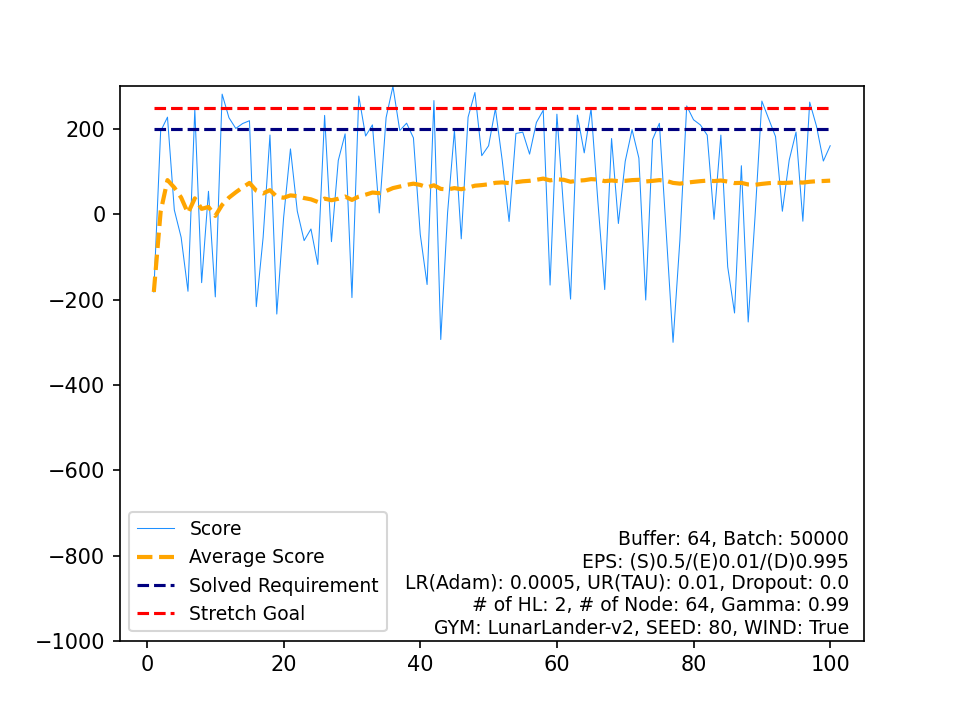 200
0
−200
−400
−600
−800
−1000
0
20
40
60
80
100
Score
Average Score
Solved Requirement
Stretch Goal
Buffer: 64, Batch: 50000
EPS: (S)0.5/(E)0.01/(D)0.995
LR(Adam): 0.0005, UR(TAU): 0.01, Dropout: 0.0
# of HL: 2, # of Node: 64, Gamma: 0.99
GYM: LunarLander-v2, SEED: 80, WIND: True